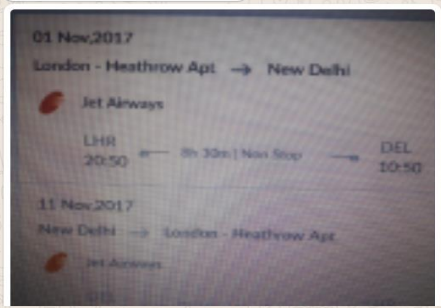 01 Nov,2017
London - Heathrow Apt → New Delhi
Jet Airways
LHR DEL
20:50 8h 30m | Non Stop 10:50
11 Nov,2017
New Delhi → London - Heathrow Apt
Jet Airways